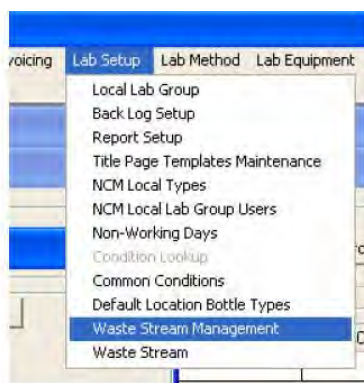 voicing Lab Setup Lab Method Lab Equipment
Local Lab Group
Back Log Setup
Report Setup
Title Page Templates Maintenance
NCM Local Types
NCM Local Lab Group Users
Non-Working Days
Condition Lookup
Common Conditions
Default Location Bottle Types
Waste Stream Management
Waste Stream